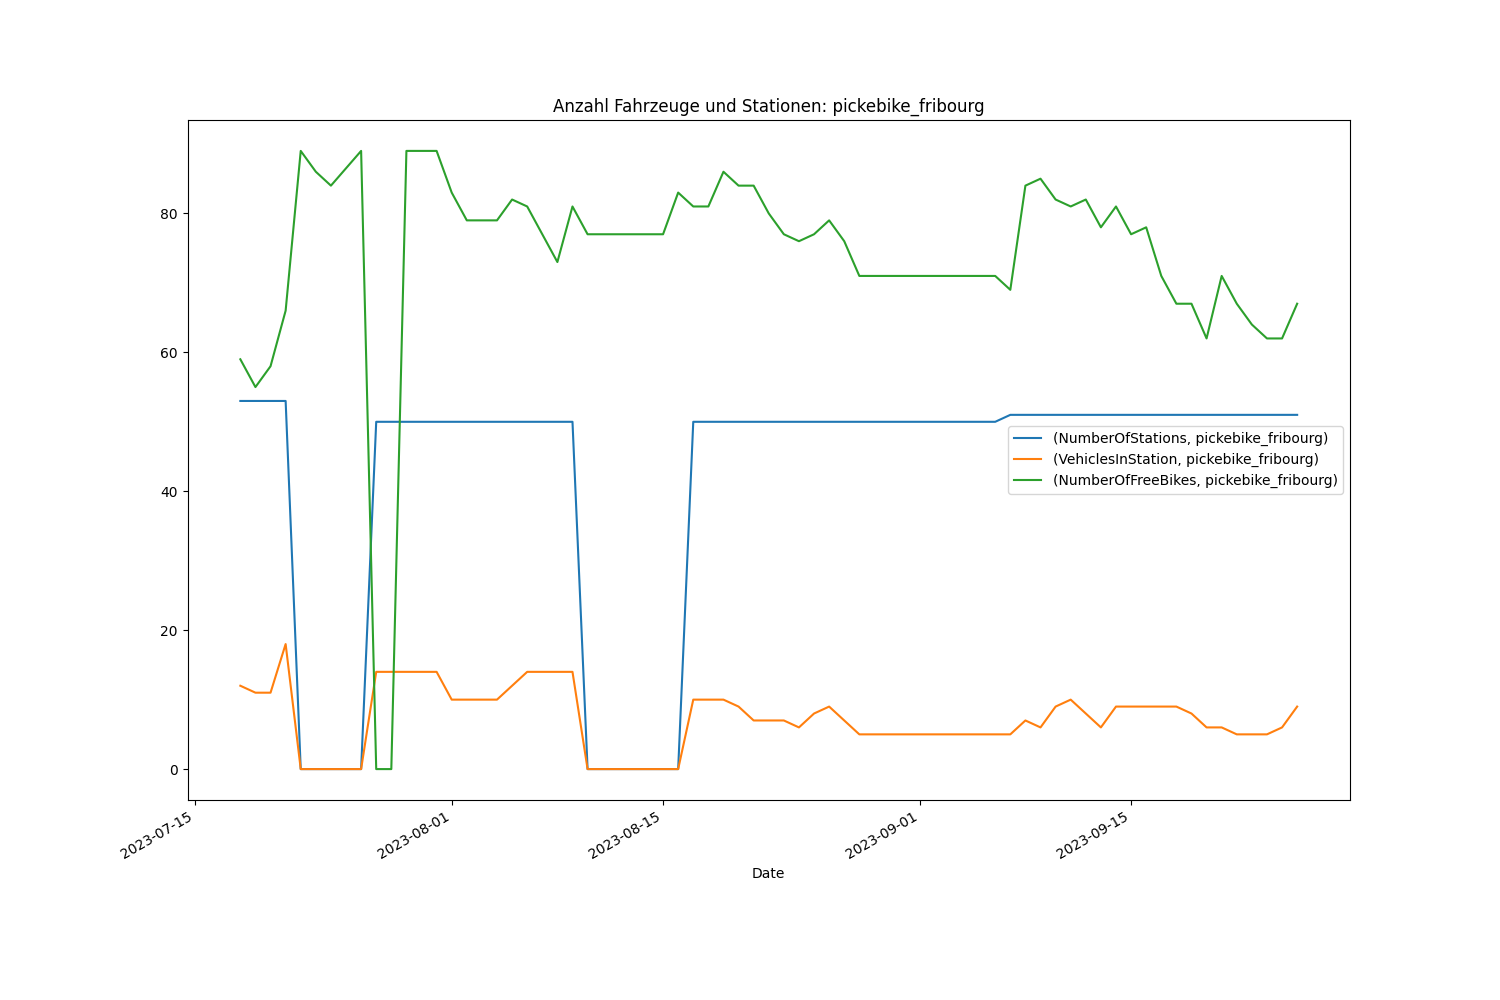 Anzahl Fahrzeuge und Stationen: pickebike_fribourg
80
60
40
20
0
(NumberOfStations, pickebike_fribourg)
(VehiclesInStation, pickebike_fribourg)
(NumberOfFreeBikes, pickebike_fribourg)
2023-07-15
2023-08-01
2023-08-15
2023-09-01
2023-09-15
Date